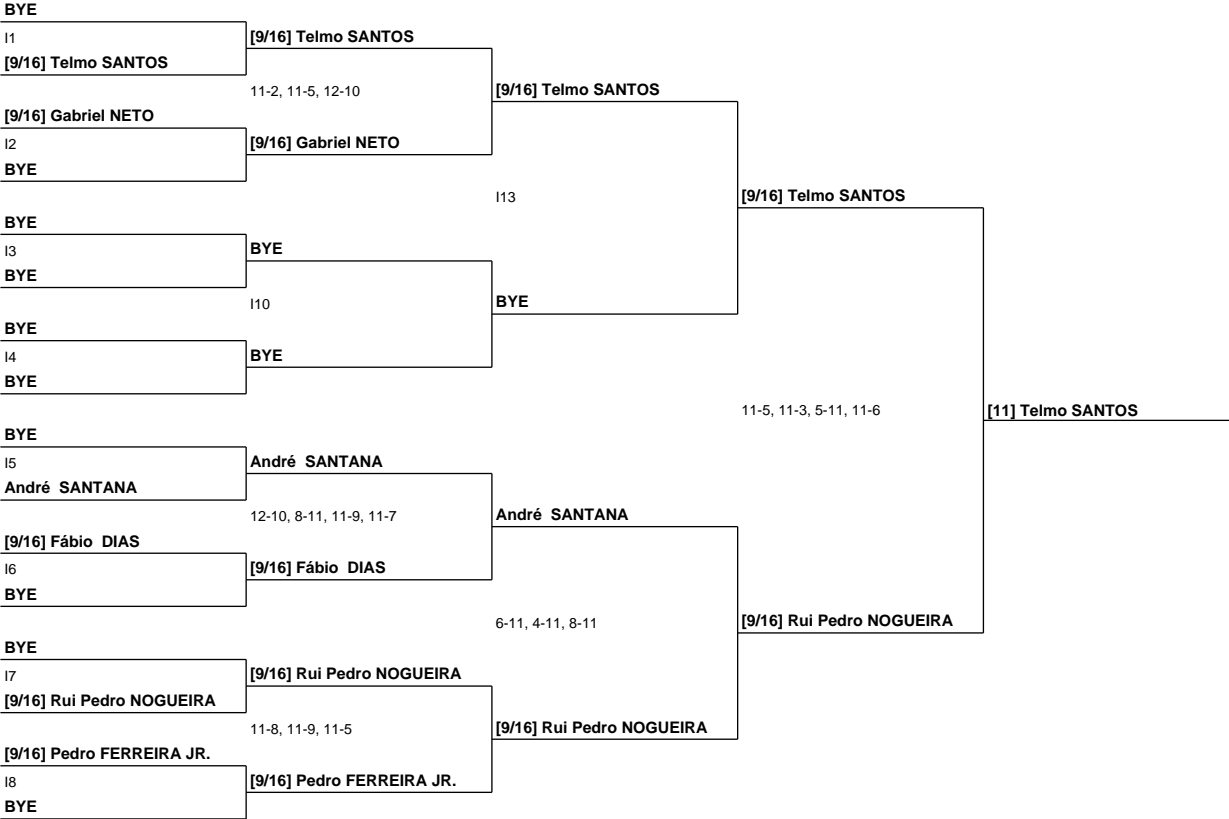 BYE
I1
[9/16] Telmo SANTOS
[9/16] Telmo SANTOS
11-2, 11-5, 12-10
[9/16] Telmo SANTOS
[9/16] Gabriel NETO
I2
[9/16] Gabriel NETO
BYE
I13
[9/16] Telmo SANTOS
BYE
I3
BYE
BYE
I10
BYE
BYE
I4
BYE
BYE
11-5, 11-3, 5-11, 11-6
[11] Telmo SANTOS
BYE
I5
André  SANTANA
André  SANTANA
12-10, 8-11, 11-9, 11-7
André  SANTANA
[9/16] Fábio  DIAS
I6
[9/16] Fábio  DIAS
BYE
6-11, 4-11, 8-11
[9/16] Rui Pedro NOGUEIRA
BYE
I7
[9/16] Rui Pedro NOGUEIRA
[9/16] Rui Pedro NOGUEIRA
11-8, 11-9, 11-5
[9/16] Rui Pedro NOGUEIRA
[9/16] Pedro FERREIRA JR.
I8
[9/16] Pedro FERREIRA JR.
BYE